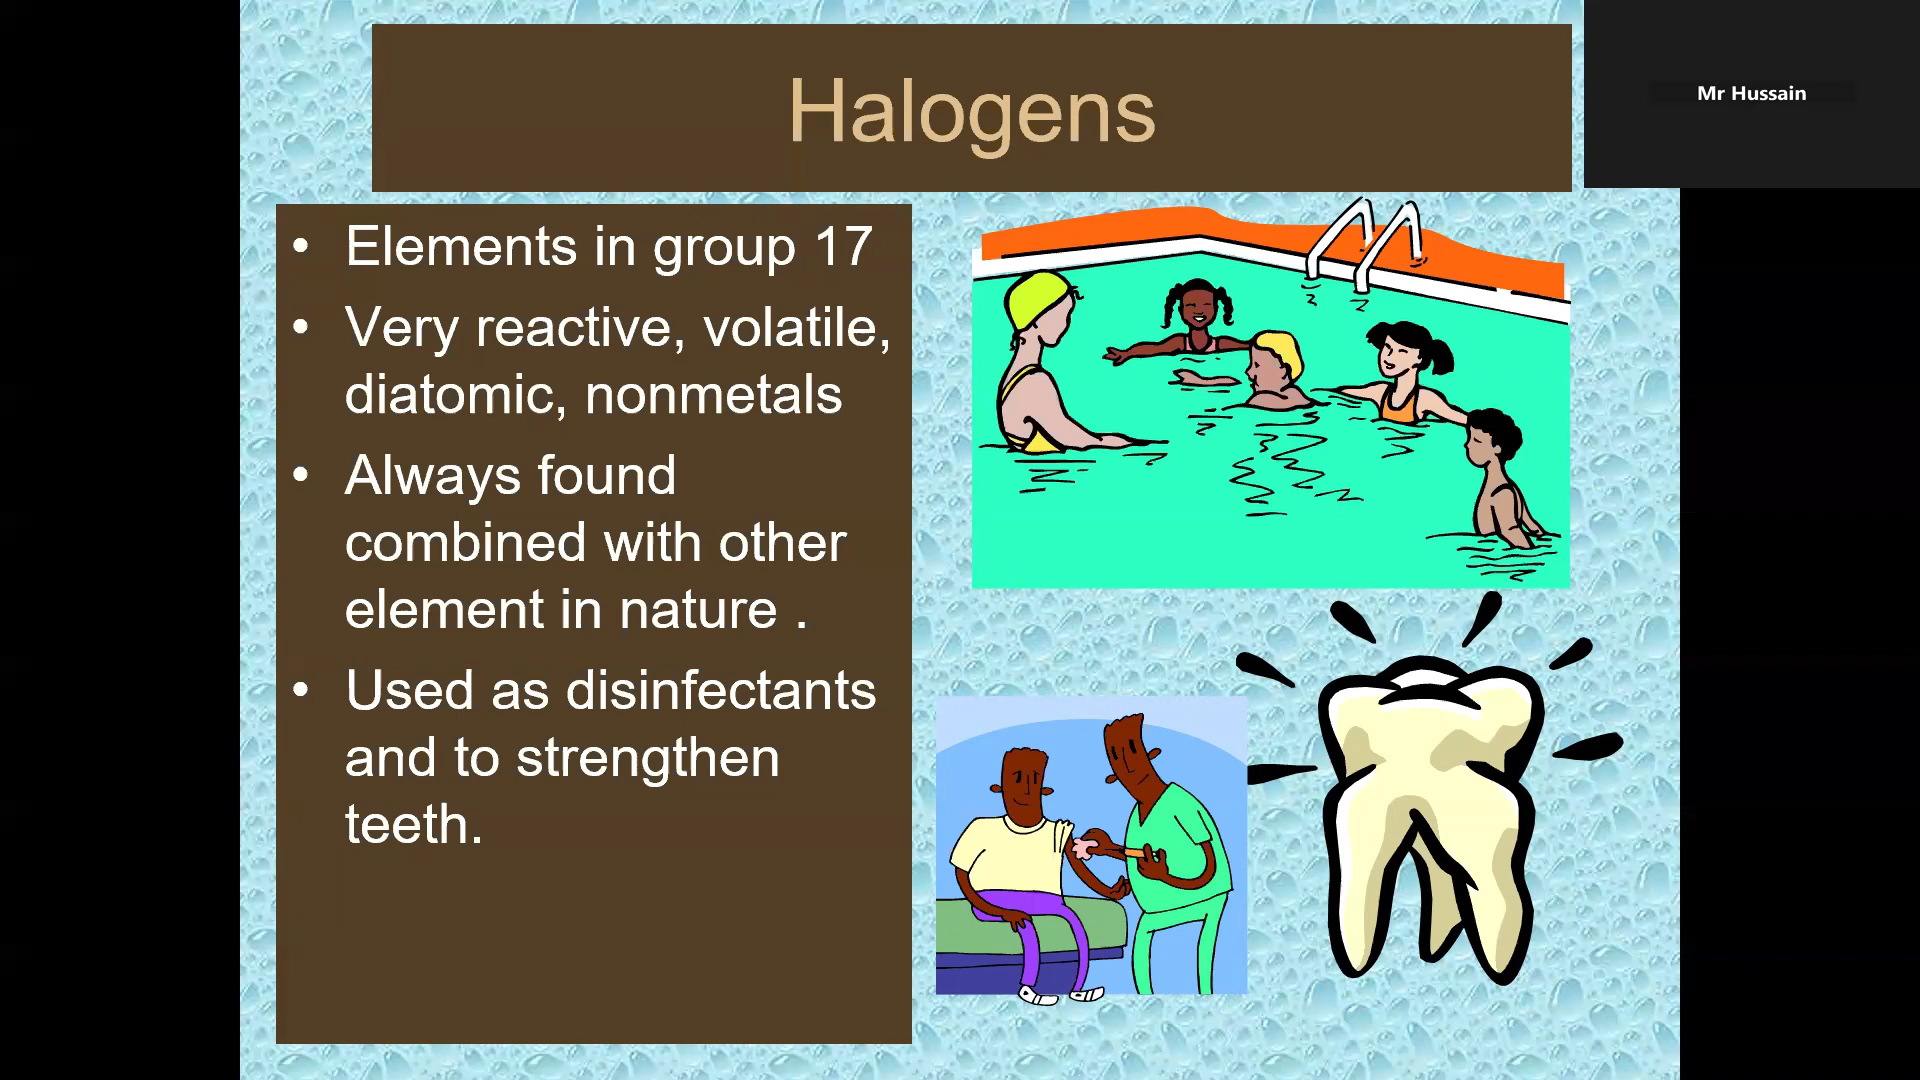 Halogens
Mr Hussain
• Elements in group 17
• Very reactive, volatile,
diatomic, nonmetals
• Always found
combined with other
element in nature .
• Used as disinfectants
and to strengthen
teeth.